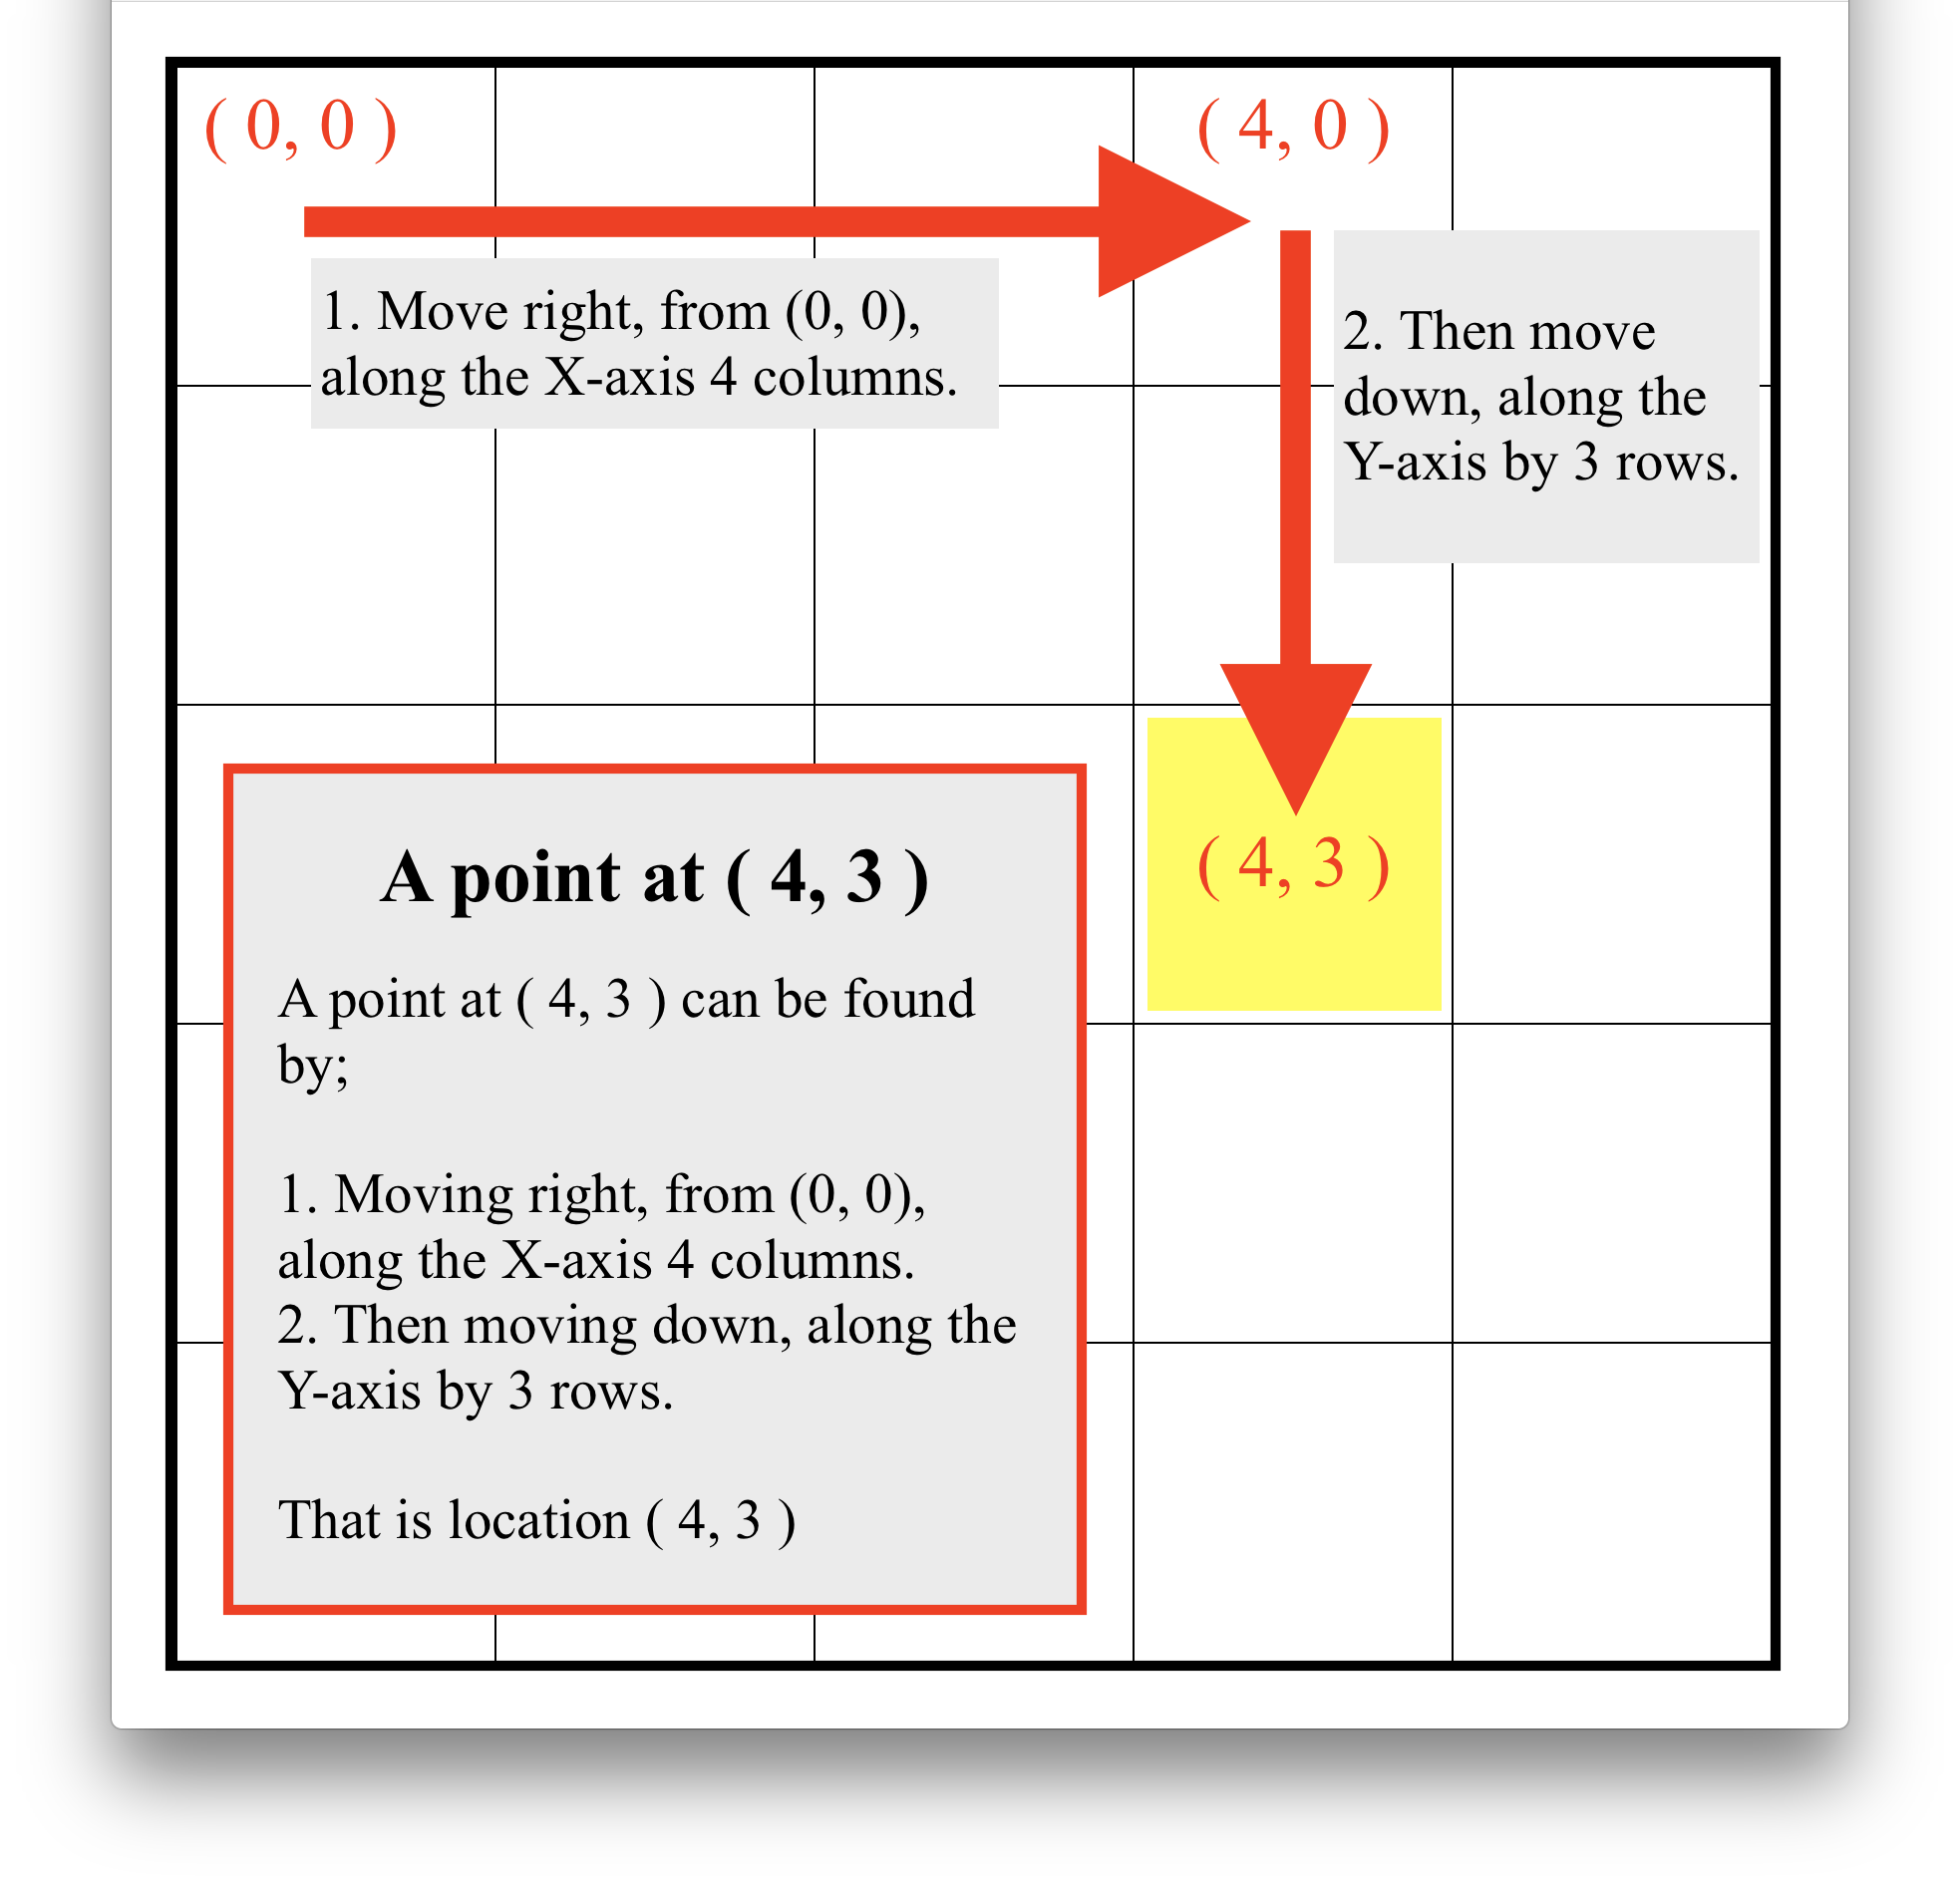 ( 0, 0 )
( 4, 0 )
1. Move right, from (0, 0),
along the X-axis 4 columns.
2. Then move
down, along the
Y-axis by 3 rows.
( 4, 3 )
A point at ( 4, 3 )
A point at ( 4, 3 ) can be found
by;
1. Moving right, from (0, 0),
along the X-axis 4 columns.
2. Then moving down, along the
Y-axis by 3 rows.
That is location ( 4, 3 )